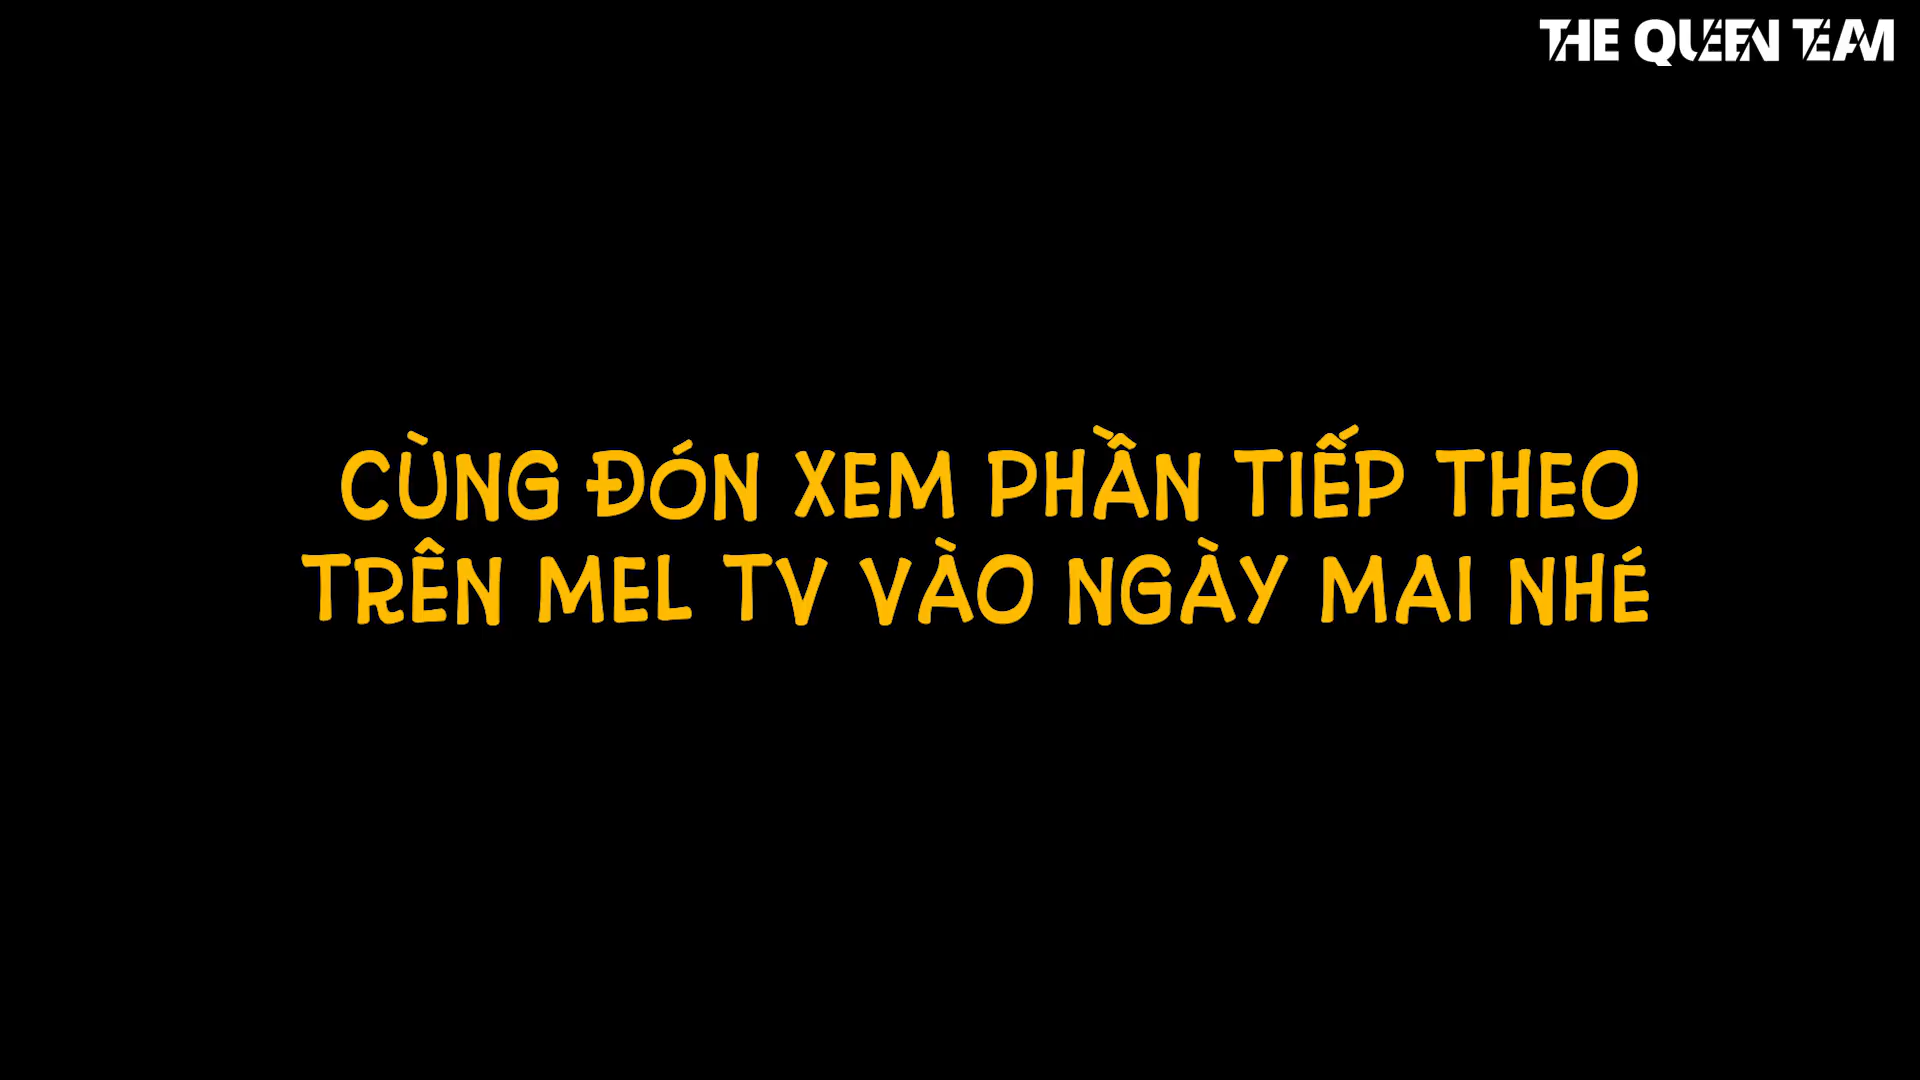 THE QUEEN TEAM
CÙNG ĐÓN XEM PHẦN TIẾP THEO
TRÊN MEL TV VÀO NGÀY MAI NHÉ